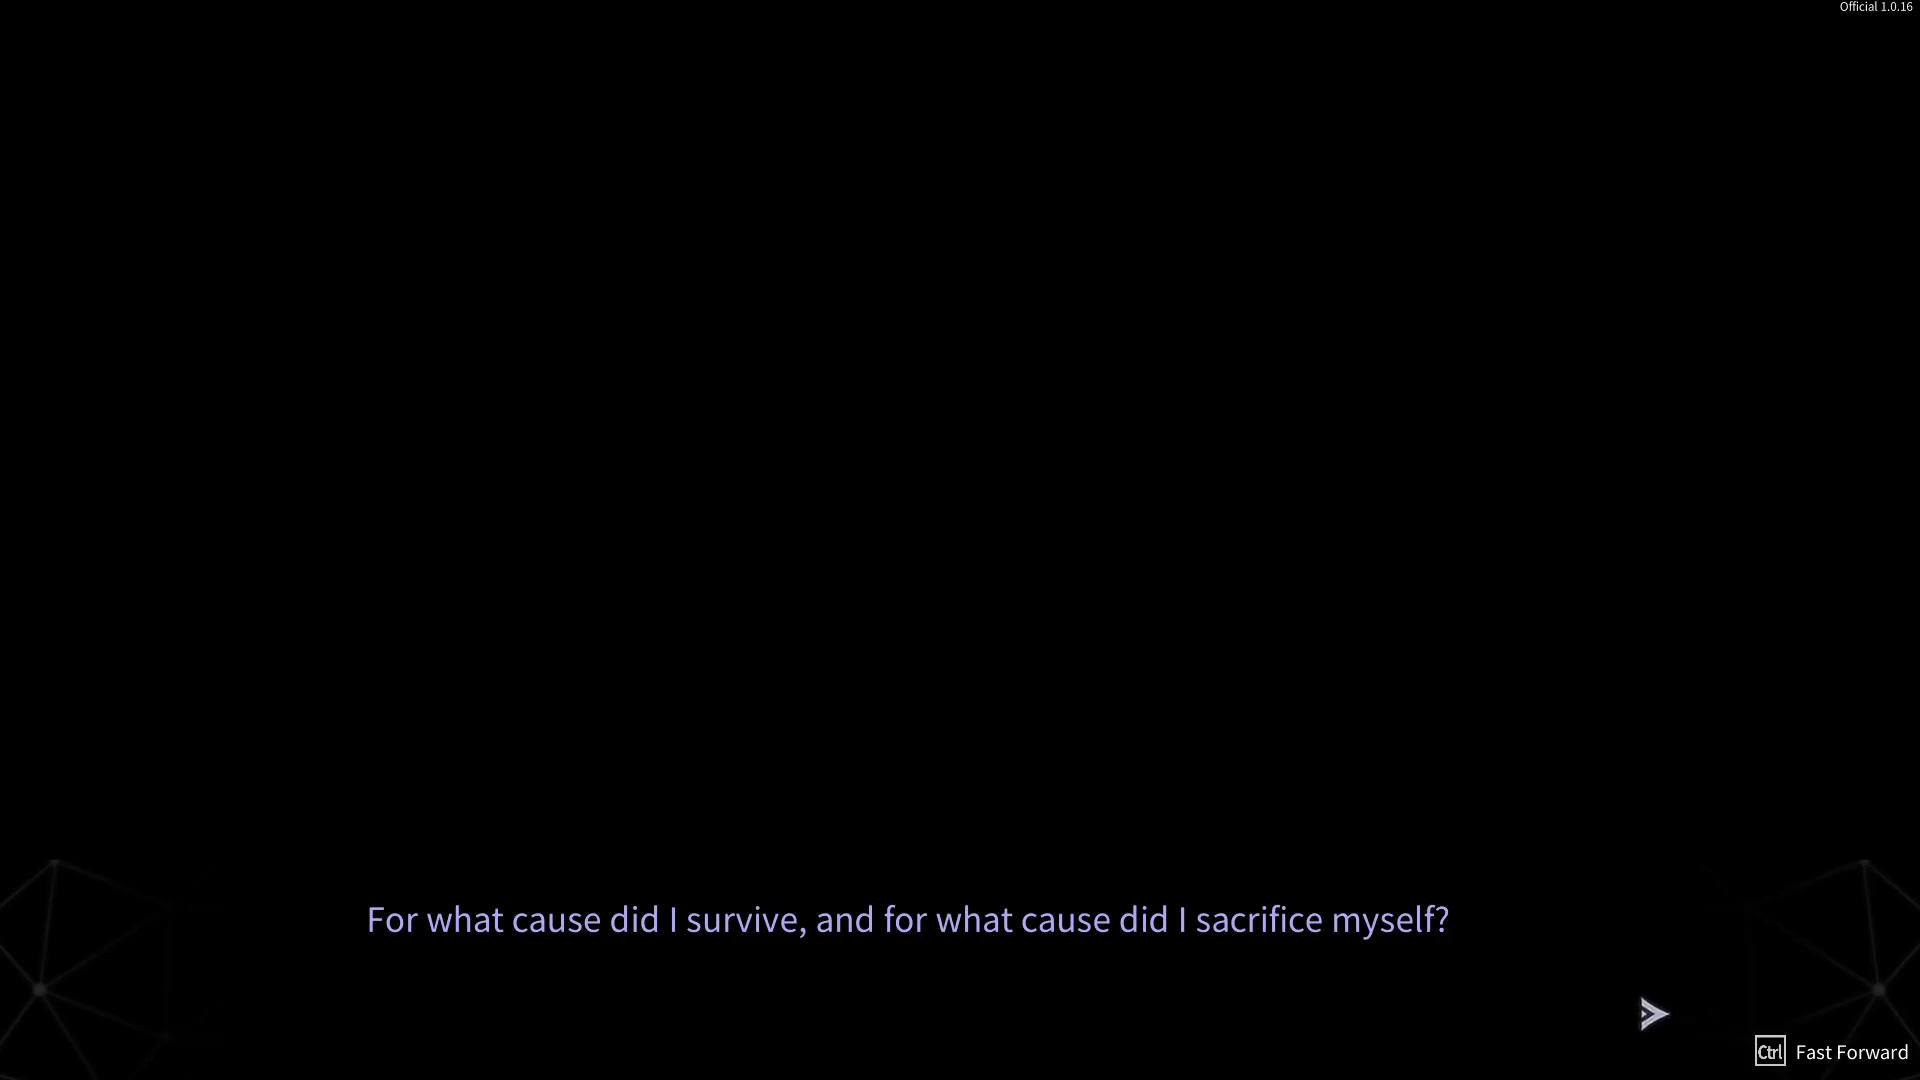 Official 1.0.16
For what cause did I survive, and for what cause did I sacrifice myself?
Ctrl Fast Forward